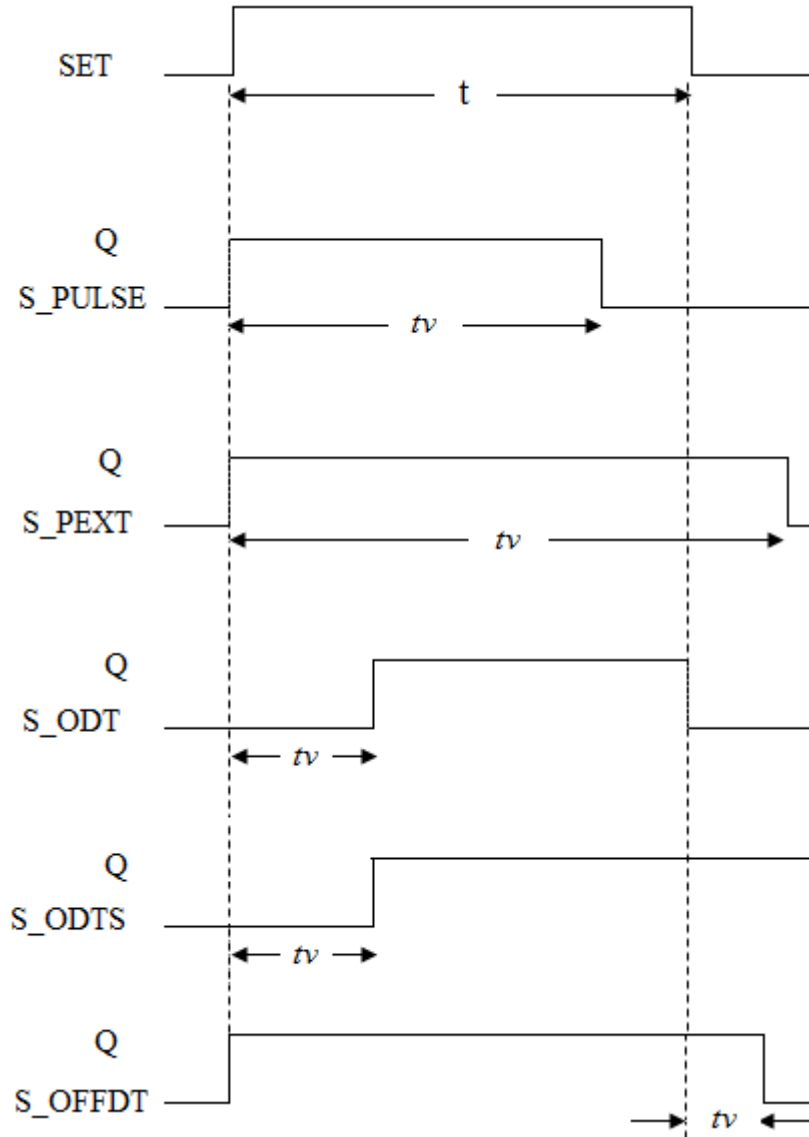 SET
t
Q
S_PULSE
tv
Q
S_PEXT
tv
Q
S_ODT
tv
Q
S_ODTS
tv
Q
S_OFFDT
tv